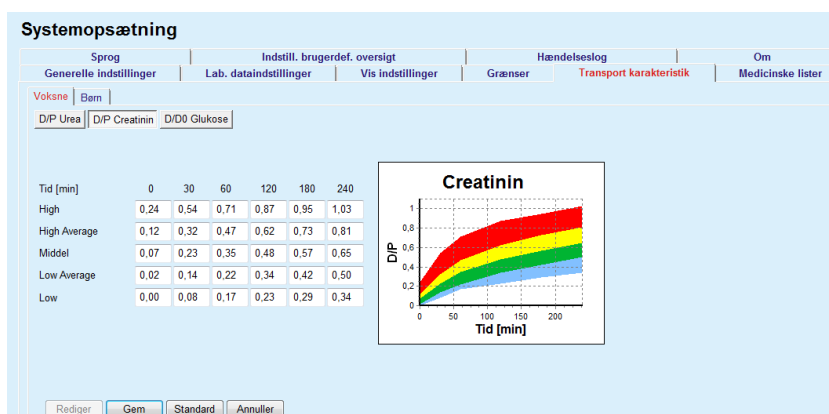 Systemopsætning
Sprog Indstill. brugerdef. oversigt Hændelseslog Om
Generelle indstillinger Lab. dataindstillinger Vis indstillinger Grænser Transport karakteristik Medicinske lister
Voksne Børn
D/P Urea D/P Creatinin D/D0 Glukose
Tid [min] 0 30 60 120 180 240
High 0,24 0,54 0,71 0,87 0,95 1,03
High Average 0,12 0,32 0,47 0,62 0,73 0,81
Middel 0,07 0,23 0,35 0,48 0,57 0,65
Low Average 0,02 0,14 0,22 0,34 0,42 0,50
Low 0,00 0,08 0,17 0,23 0,29 0,34
Creatinin
D/P
1
0,8
0,6
0,4
0,2
0
0 50 100 150 200
Tid [min]
Rediger Gem Standard Annuller